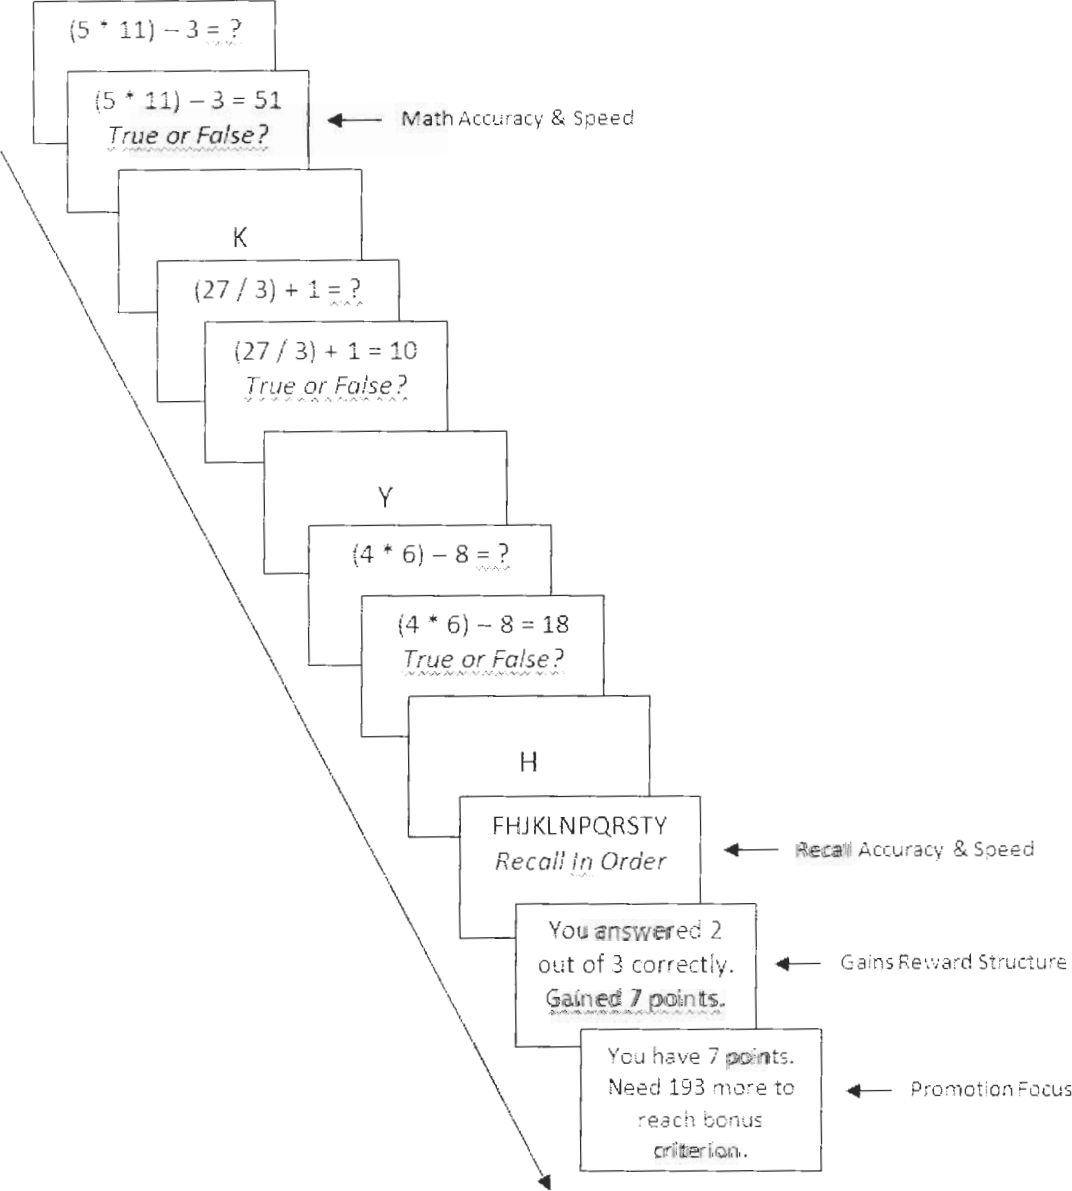 (5 * 11) – 3 = ?
(5 * 11) – 3 = 51
True or False?
Math Accuracy & Speed
K
(27 / 3) + 1 = ?
(27 / 3) + 1 = 10
True or False?
Y
(4 * 6) – 8 = ?
(4 * 6) – 8 = 18
True or False?
H
FHJKLNPQRSTY
Recall In Order
Recall Accuracy & Speed
You answered 2
out of 3 correctly.
Gained 7 points.
Gains Reward Structure
You have 7 points.
Need 193 more to
reach bonus
criterion.
Promotion Focus